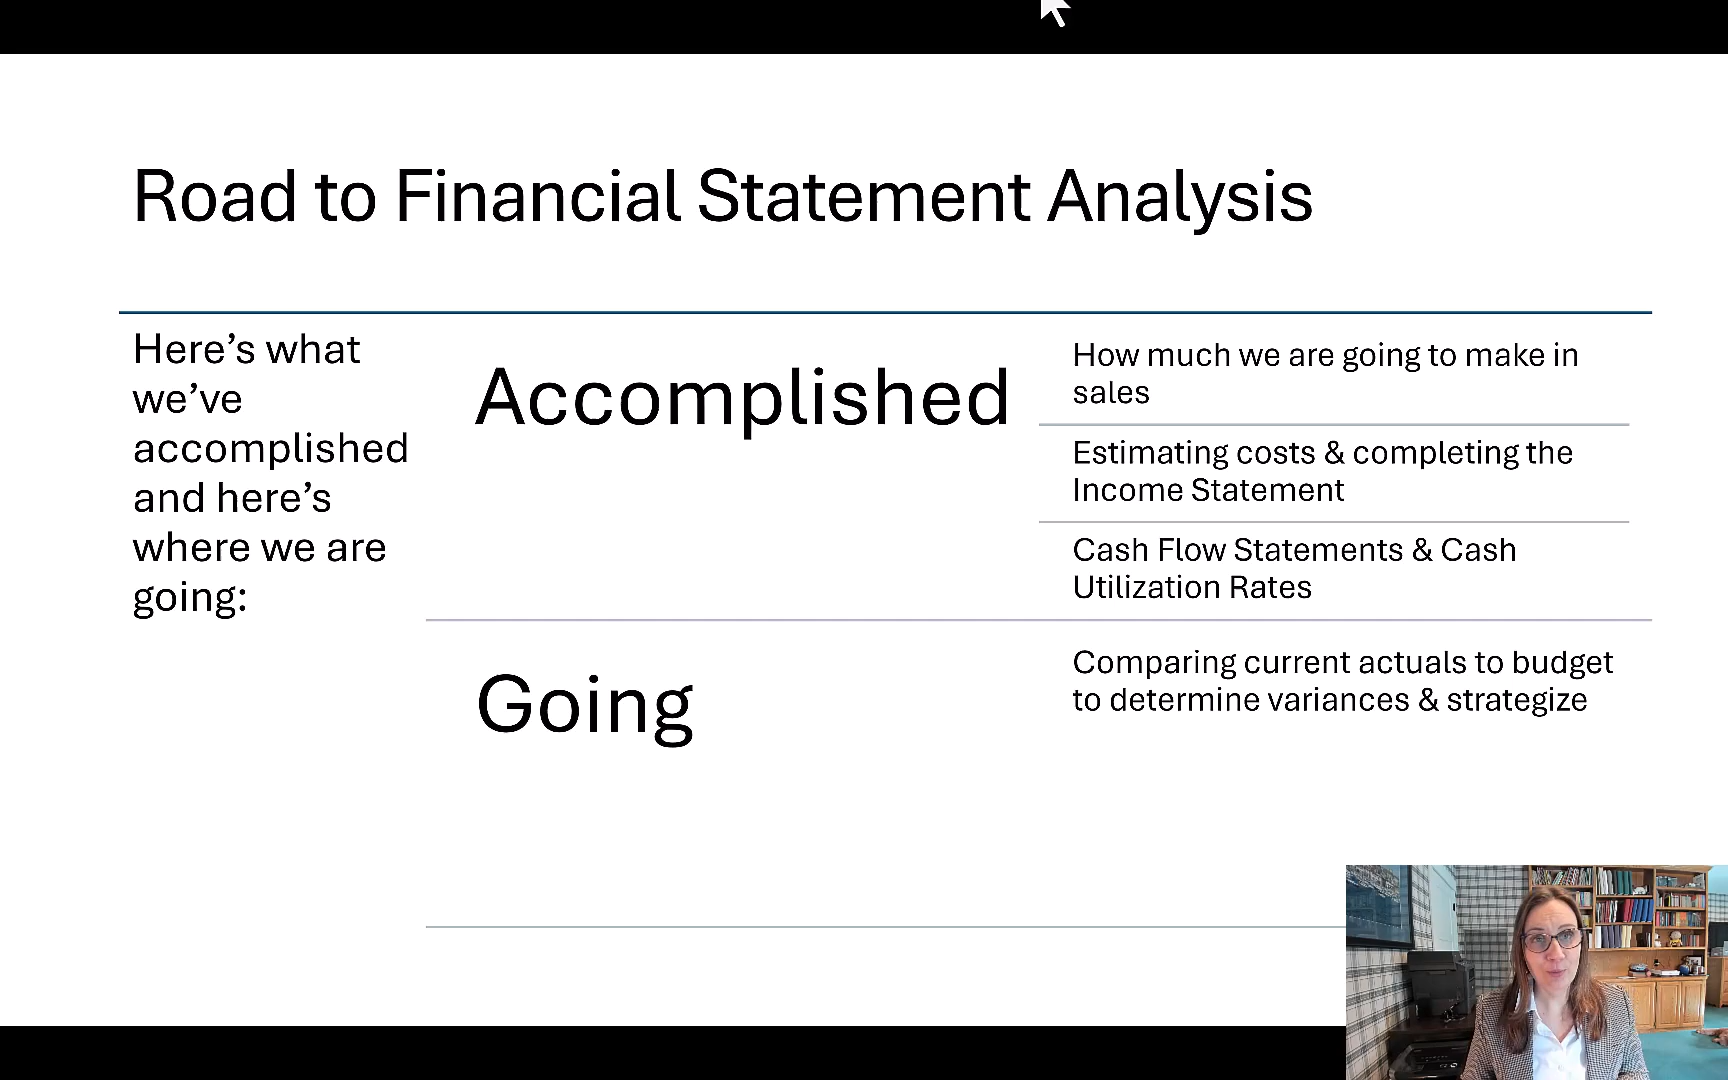 Road to Financial Statement Analysis
Here’s what
we’ve
accomplished
and here’s
where we are
going:
Accomplished
How much we are going to make in
sales
Estimating costs & completing the
Income Statement
Cash Flow Statements & Cash
Utilization Rates
Going
Comparing current actuals to budget
to determine variances & strategize